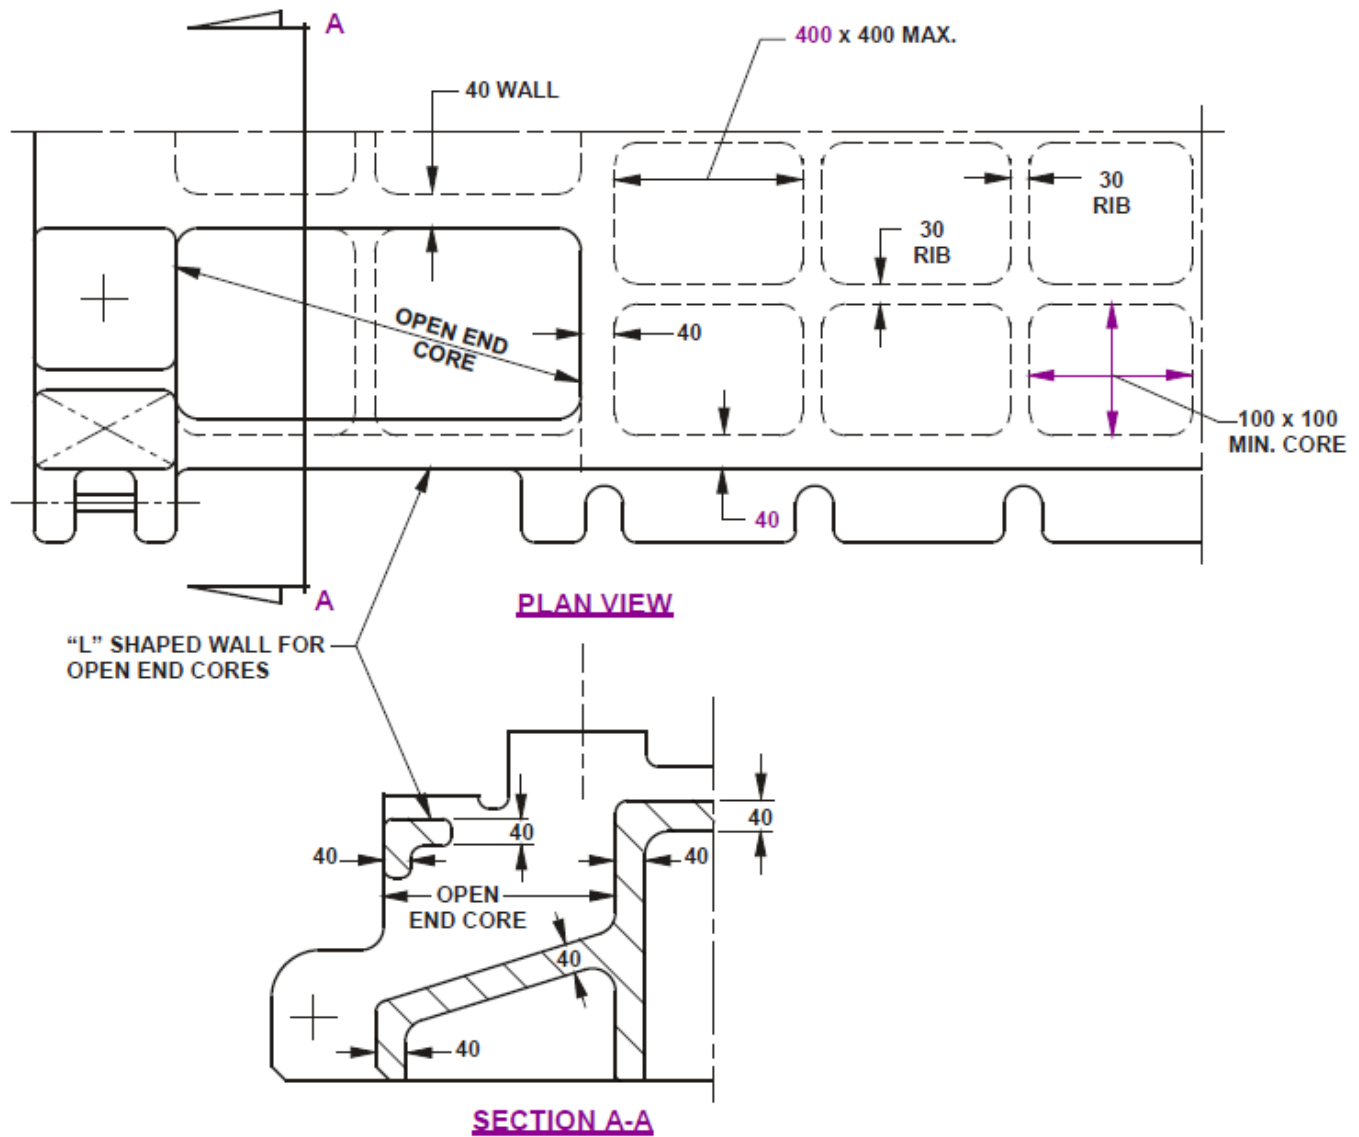 A
400 x 400 MAX.
40 WALL
30
RIB
30
RIB
OPEN END
CORE
40
100 x 100
MIN. CORE
40
A
PLAN VIEW
“L” SHAPED WALL FOR
OPEN END CORES
40
40
40
40
OPEN
END CORE
40
40
SECTION A-A